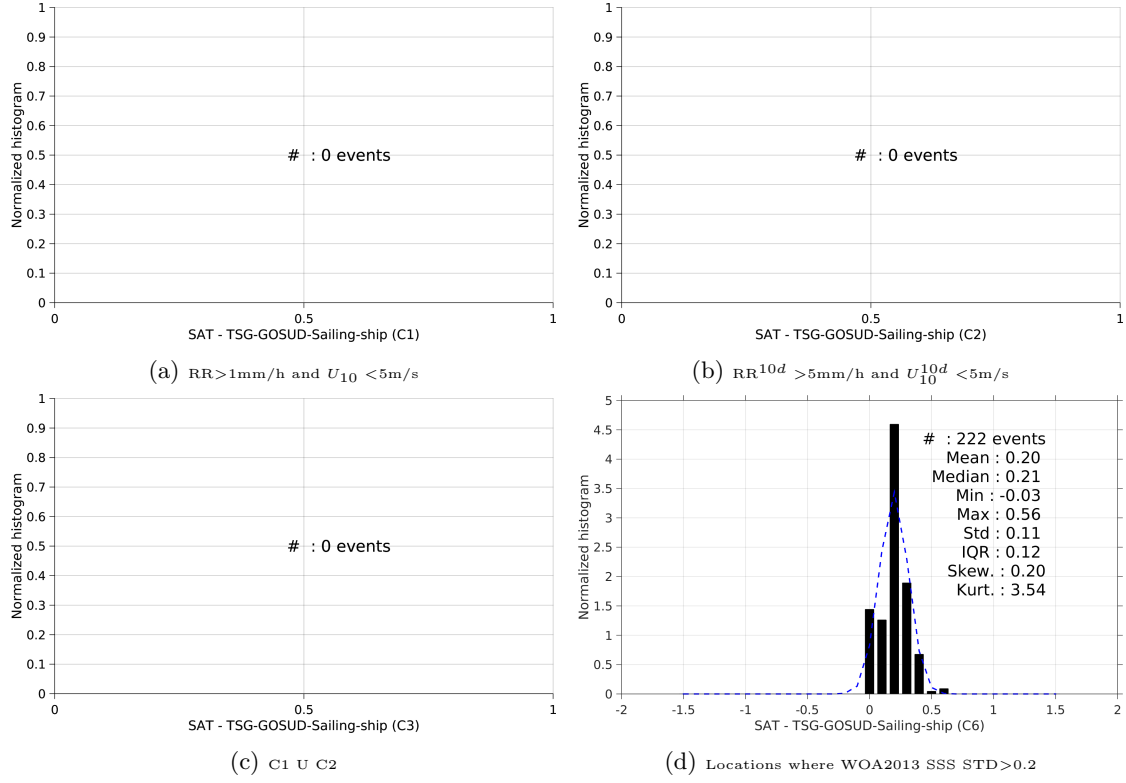 1
0.9
0.8
0.7
0.6
0.5
0.4
0.3
0.2
0.1
0
Normalized histogram
# : 0 events
0 0.5 1
SAT - TSG-GOSUD-Sailing-ship (C1)
(a) RR>1mm/h and U10 <5m/s
1
0.9
0.8
0.7
0.6
0.5
0.4
0.3
0.2
0.1
0
Normalized histogram
# : 0 events
0 0.5 1
SAT - TSG-GOSUD-Sailing-ship (C2)
(b) RR10d >5mm/h and U10d10 <5m/s
1
0.9
0.8
0.7
0.6
0.5
0.4
0.3
0.2
0.1
0
Normalized histogram
# : 0 events
0 0.5 1
SAT - TSG-GOSUD-Sailing-ship (C3)
(c) C1 U C2
5
4.5
4
3.5
3
2.5
2
1.5
1
0.5
0
Normalized histogram
# : 222 events
Mean : 0.20
Median : 0.21
Min : -0.03
Max : 0.56
Std : 0.11
IQR : 0.12
Skew. : 0.20
Kurt. : 3.54
-2 -1.5 -1 -0.5 0 0.5 1 1.5 2
SAT - TSG-GOSUD-Sailing-ship (C6)
(d) Locations where WOA2013 SSS STD>0.2